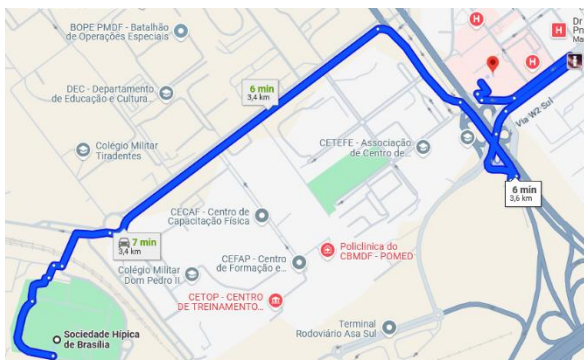 BOPE PMDF - Batalhão
de Operações Especiais
H
H
Dr
Pn
Ma
H
DEC - Departamento
de Educação e Cultura...
6 min
3,4 km
Via W2 Sul
Colégio Militar
Tiradentes
CETEFE - Associação
de Centro de...
6 min
3,6 km
CECAF - Centro de
Capacitação Física
7 min
3,4 km
Policlínica do
CBMDF - POMED
Colégio Militar
Dom Pedro II
CEFAP - Centro
de Formação e...
CETOP - CENTRO
DE TREINAMENTO...
Sociedade Hípica
de Brasília
Terminal
Rodoviário Asa Sul